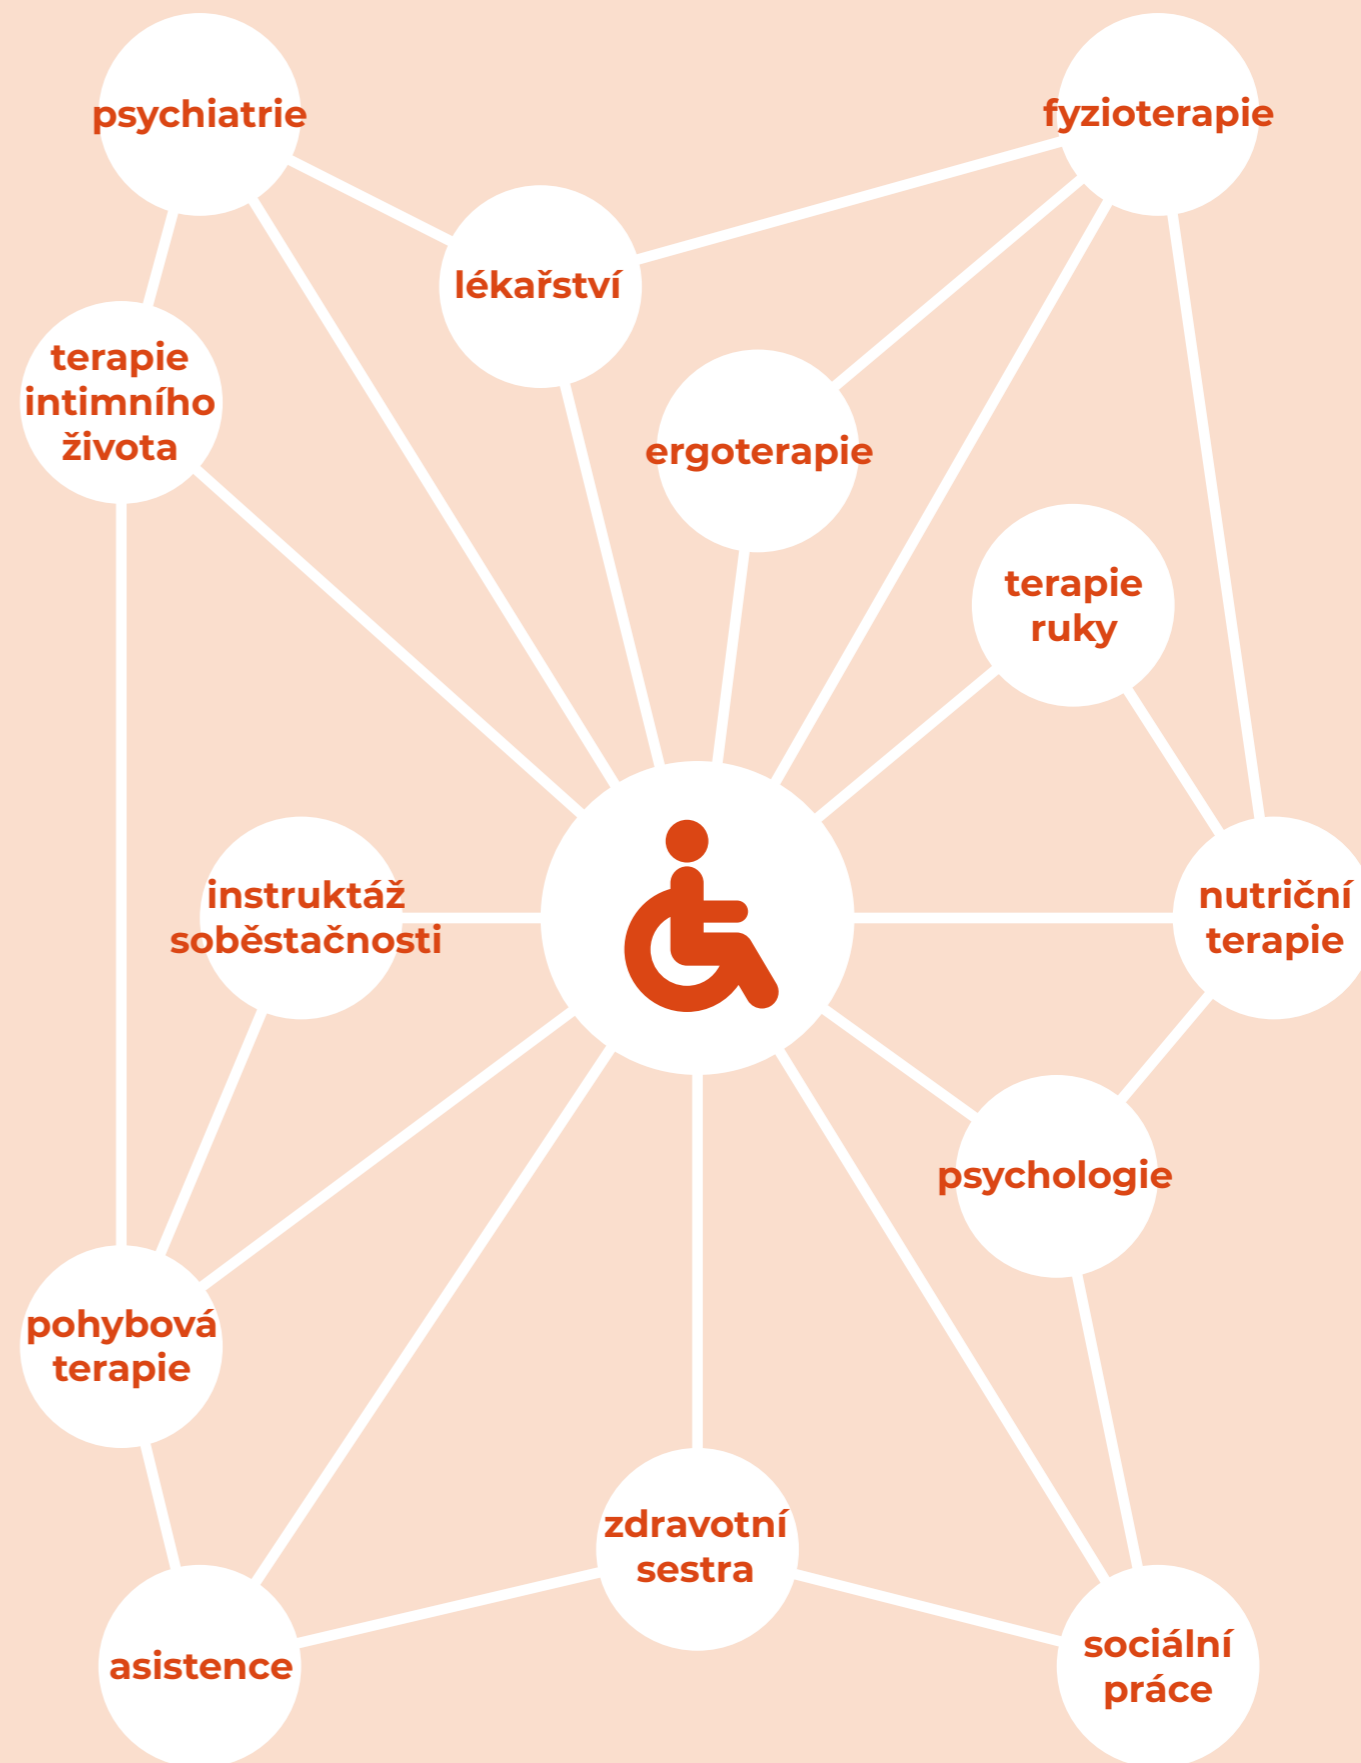 psychiatrie
fyzioterapie
lékařství
terapie
intimního
života
ergoterapie
terapie
ruky
instruktáž
soběstačnosti
nutriční
terapie
psychologie
pohybová
terapie
zdravotní
sestra
asistence
sociální
práce